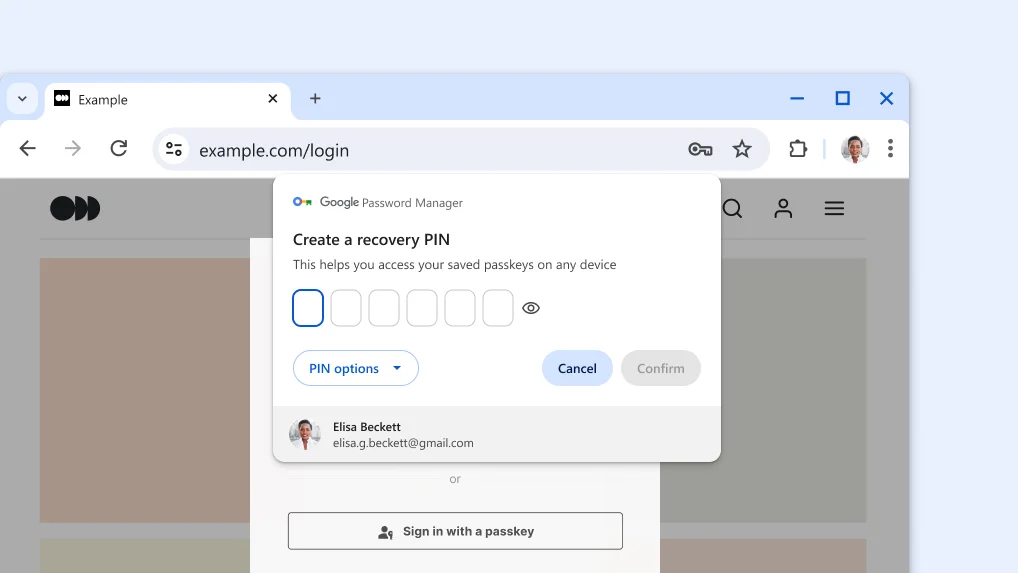 Example
example.com/login
Google Password Manager
Create a recovery PIN
This helps you access your saved passkeys on any device
PIN options
Cancel
Confirm
Elisa Beckett
elisa.g.beckett@gmail.com
or
Sign in with a passkey